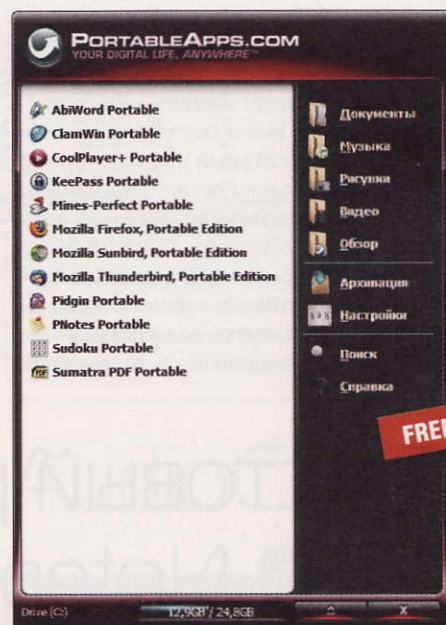 PORTABLEAPPS.COM
YOUR DIGITAL LIFE, ANYWHERE™
AbiWord Portable
ClamWin Portable
CoolPlayer+ Portable
KeePass Portable
Mines-Perfect Portable
Mozilla Firefox, Portable Edition
Mozilla Sunbird, Portable Edition
Mozilla Thunderbird, Portable Edition
Pidgin Portable
PNotes Portable
Sudoku Portable
Sumatra PDF Portable
Документы
Музыка
Рисунки
Видео
Обзор
Архивация
Настройки
Поиск
Справка
FREE
Drive (C:)
12,9GB / 24,8GB
X